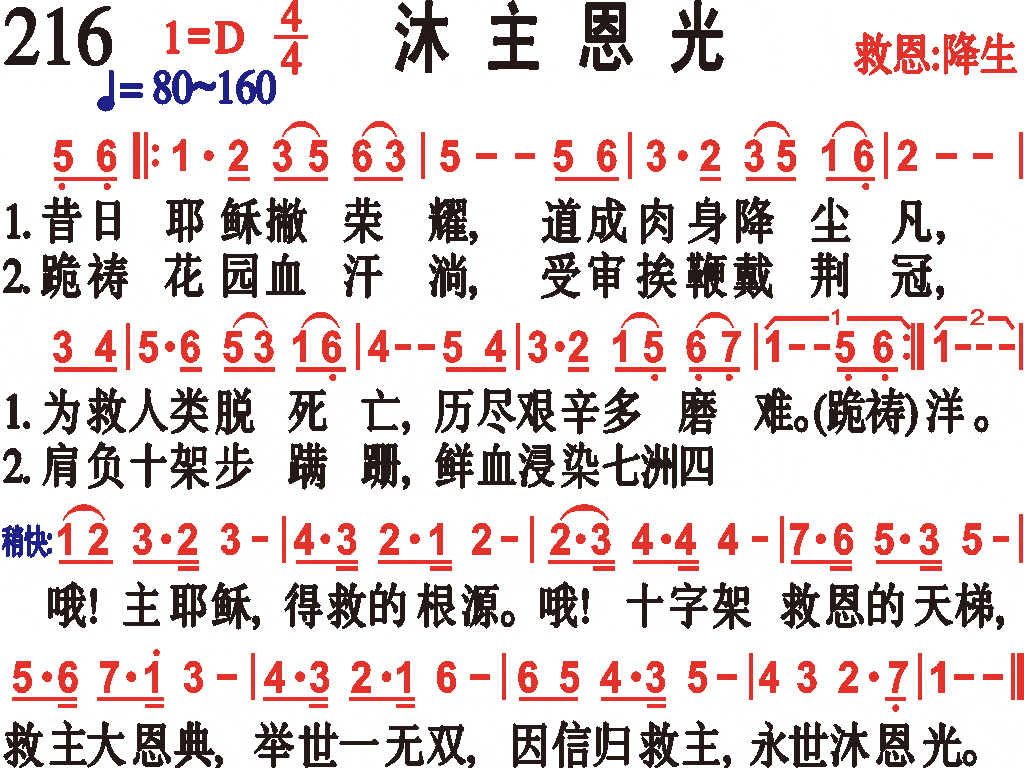 216 1=D 4/4 沐主恩光 救恩:降生
♩= 80~160
5 6 ‖: 1 · 2 3 5 6 3 | 5 - - 5 6 | 3 · 2 3 5 1 6 | 2 - - |
1. 昔日 耶稣撇 荣 耀, 道成肉身降 尘 凡,
2. 跪祷 花园血 汗 淌, 受审挨鞭戴 荆 冠,
3 4 | 5 · 6 5 3 1 6 | 4 - - 5 4 | 3 · 2 1 5 6 7 | 1 - - 5 6 :‖ 1 - - - |
1 2
1. 为救人类脱 死 亡, 历尽艰辛多 磨 难。(跪祷) 洋。
2. 肩负十架步 蹒 跚, 鲜血浸染七洲四
稍快: 1 2 3 · 2 3 - | 4 · 3 2 · 1 2 - | 2 · 3 4 · 4 4 - | 7 · 6 5 · 3 5 - |
哦! 主耶稣, 得救的根源。哦! 十字架 救恩的天梯,
5 · 6 7 · 1 3 - | 4 · 3 2 · 1 6 - | 6 5 4 · 3 5 - | 4 3 2 · 7 | 1 - - ‖
救主大恩典, 举世一无双, 因信归救主, 永世沐恩光。